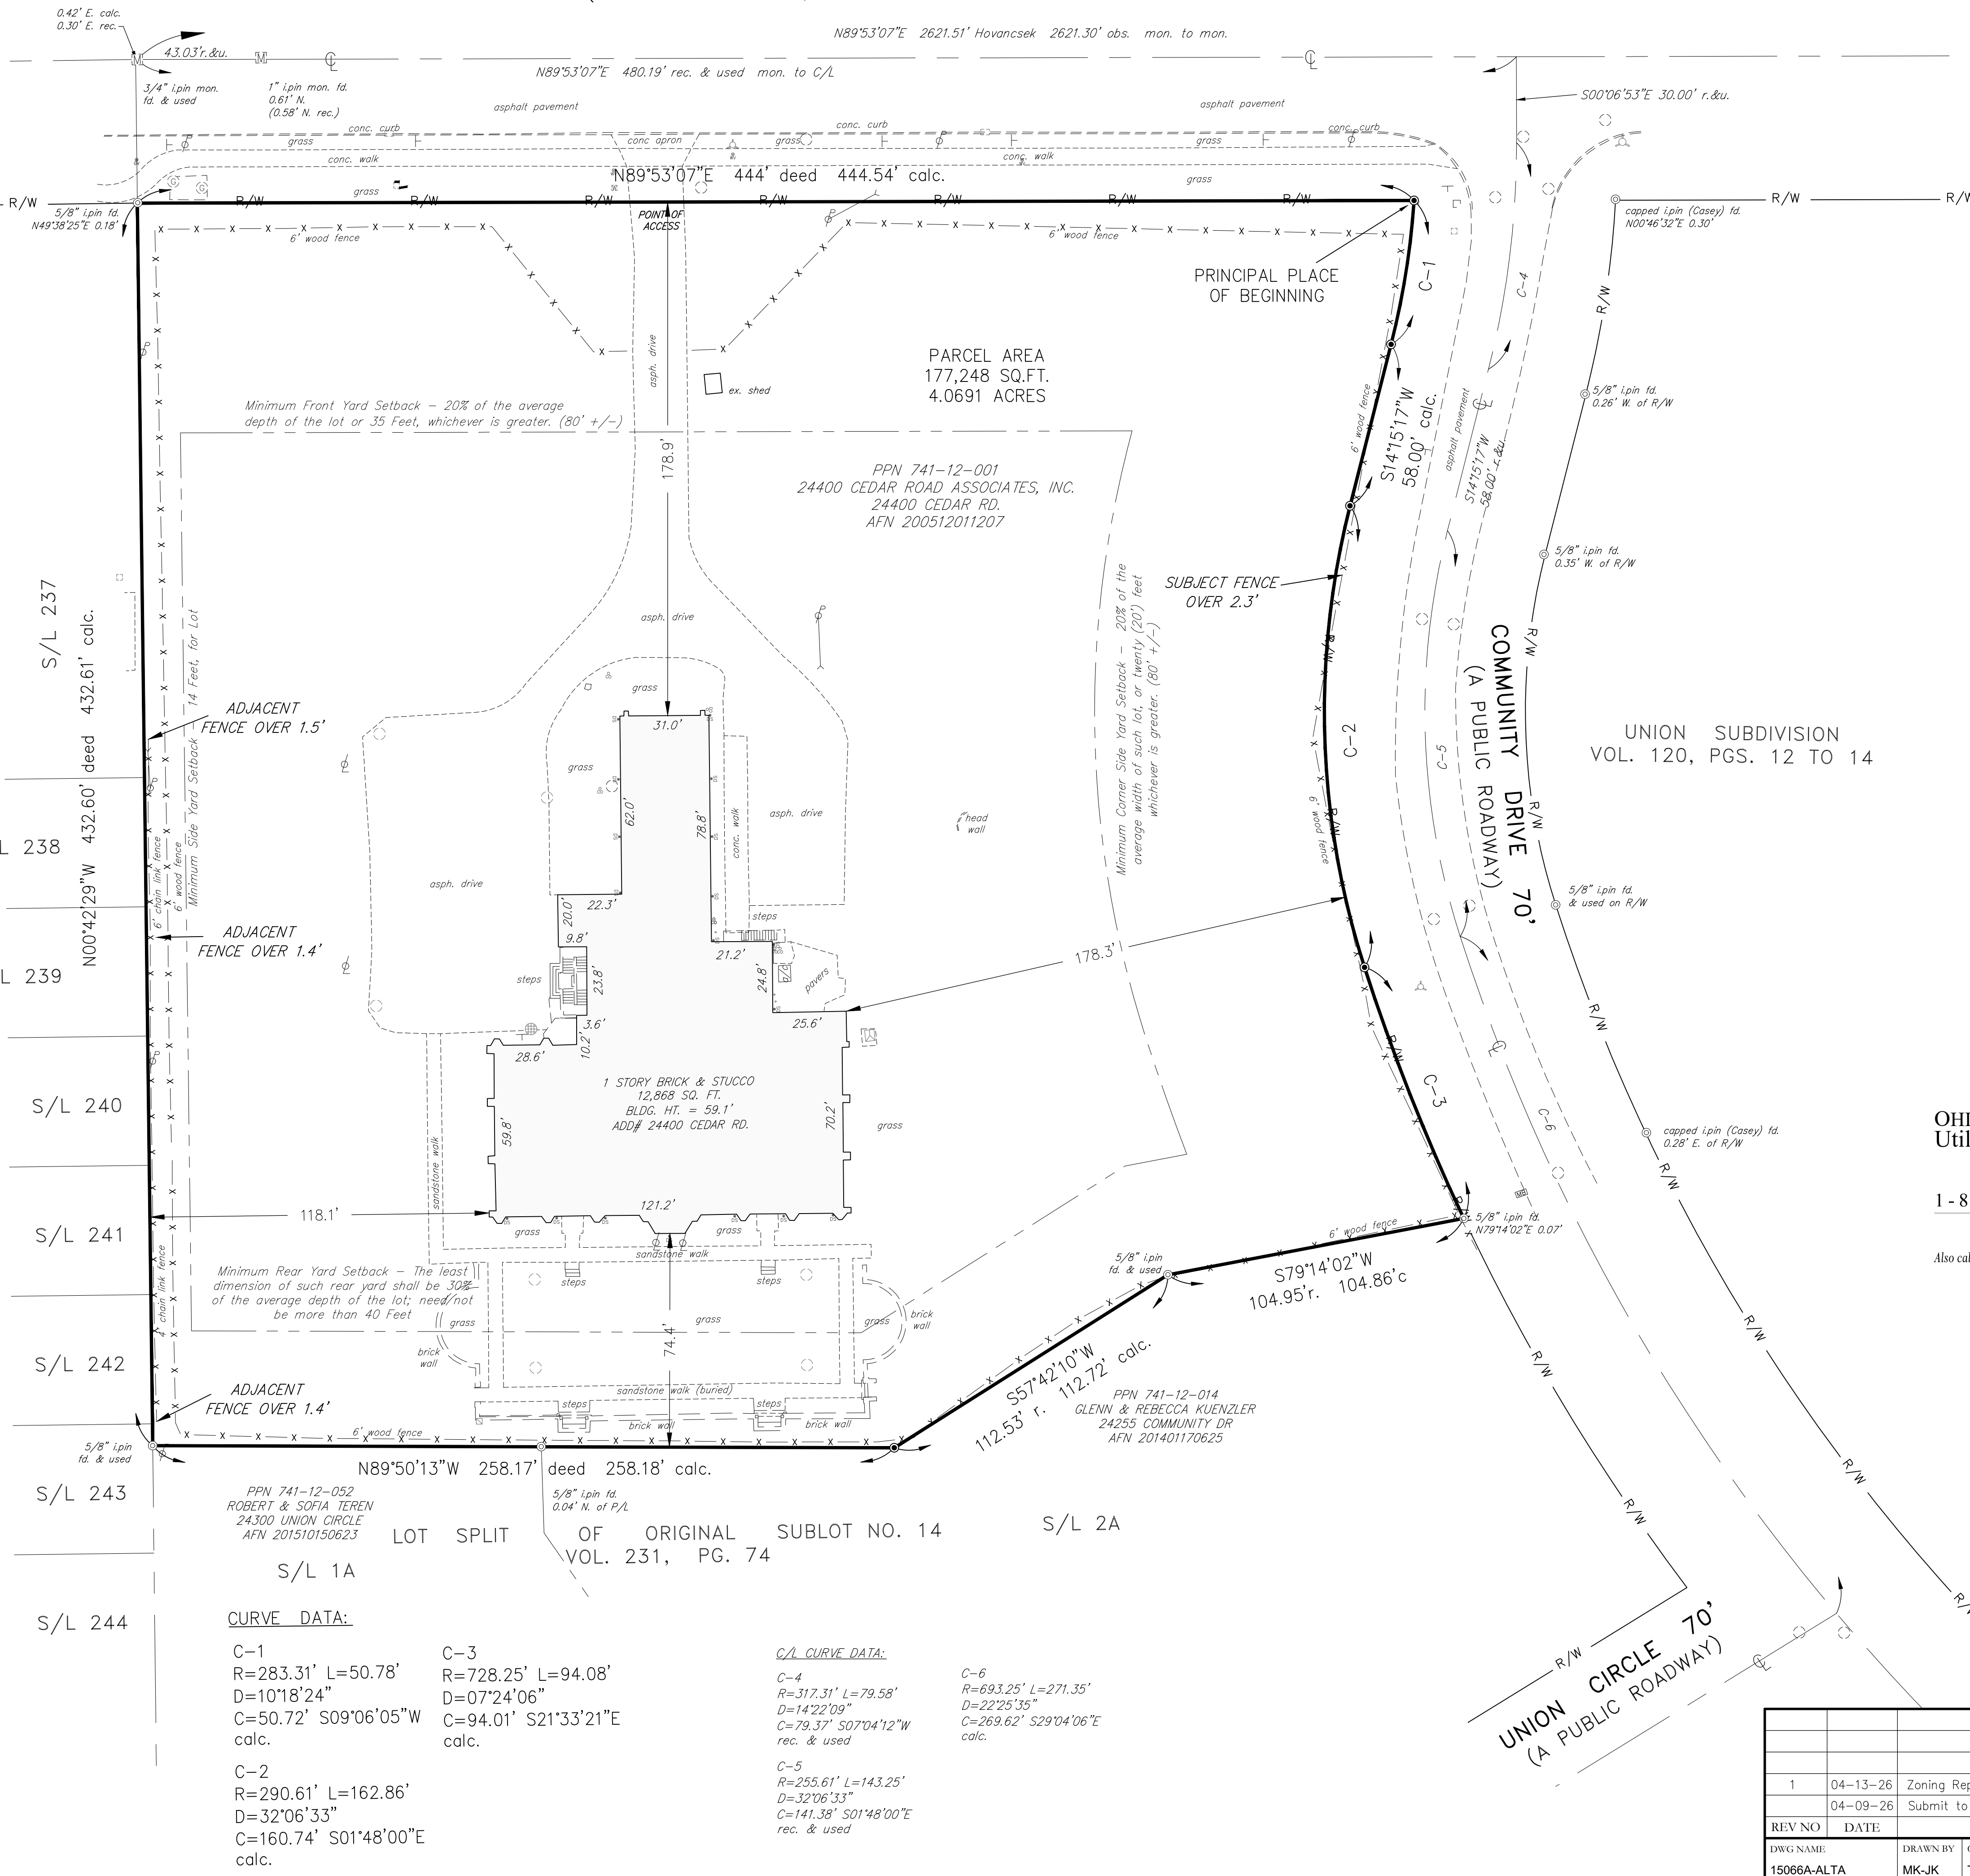 0.42' E. calc.
0.30' E. rec.
43.03'r.&u.
M
M
3/4" i.pin mon.
fd. & used
1" i.pin mon. fd.
0.61' N.
(0.58' N. rec.)
N89°53'07"E 2621.51' Hovancsek 2621.30' obs. mon. to mon.
N89°53'07"E 480.19' rec. & used mon. to C/L
asphalt pavement
asphalt pavement
S00°06'53"E 30.00' r.&u.
conc. curb
conc. curb
conc. curb
grass
conc apron
grass
grass
conc. walk
conc. walk
grass
grass
N89°53'07"E 444' deed 444.54' calc.
R/W
R/W
R/W
R/W
R/W
R/W
R/W
R/W
R/W
R/W
5/8" i.pin fd.
N49°38'25"E 0.18'
POINT OF
ACCESS
6' wood fence
6' wood fence
capped i.pin (Casey) fd.
N00°46'32"E 0.30'
PRINCIPAL PLACE
OF BEGINNING
C-1
C-4
R/W
asph. drive
ex. shed
PARCEL AREA
177,248 SQ.FT.
4.0691 ACRES
Minimum Front Yard Setback – 20% of the average
depth of the lot or 35 Feet, whichever is greater. (80' +/-)
178.9'
PPN 741-12-001
24400 CEDAR ROAD ASSOCIATES, INC.
24400 CEDAR RD.
AFN 200512011207
6' wood fence
S14°15'17"W
58.00' calc.
asphalt pavement
S14°15'17"W
58.00' r.&u.
5/8" i.pin fd.
0.26' W. of R/W
5/8" i.pin fd.
0.35' W. of R/W
SUBJECT FENCE
OVER 2.3'
S/L 237
N00°42'29"W 432.60' deed 432.61' calc.
Minimum Side Yard Setback – 14 Feet, for Lot
ADJACENT
FENCE OVER 1.5'
asph. drive
grass
31.0'
grass
62.0'
78.8'
conc. walk
asph. drive
head
wall
Minimum Corner Side Yard Setback – 20% of the
average width of such lot, or twenty (20') feet
whichever is greater. (80' +/-)
R/W
C-2
R/W
6' wood fence
C-5
COMMUNITY DRIVE 70'
(A PUBLIC ROADWAY)
R/W
R/W
UNION SUBDIVISION
VOL. 120, PGS. 12 TO 14
L 238
6' chain link fence
6' wood fence
asph. drive
22.3'
20.0'
9.8'
steps
23.8'
3.6'
10.2'
28.6'
steps
21.2'
24.8'
pavers
25.6'
178.3'
5/8" i.pin fd.
& used on R/W
ADJACENT
FENCE OVER 1.4'
L 239
R/W
R/W
C-3
C-6
S/L 240
1 STORY BRICK & STUCCO
12,868 SQ. FT.
BLDG. HT. = 59.1'
ADD# 24400 CEDAR RD.
59.8'
70.2'
grass
sandstone walk
capped i.pin (Casey) fd.
0.28' E. of R/W
R/W
OHI
Util
1 - 8
Also cal
S/L 241
118.1'
121.2'
grass
grass
sandstone walk
steps
steps
5/8" i.pin fd.
N79°14'02"E 0.07'
6' wood fence
5/8" i.pin
fd. & used
S79°14'02"W
104.95'r. 104.86'c
Minimum Rear Yard Setback – The least
dimension of such rear yard shall be 30%
of the average depth of the lot; need not
be more than 40 Feet
4' chain link fence
grass
grass
grass
brick
wall
brick
wall
74.4'
S/L 242
R/W
R/W
ADJACENT
FENCE OVER 1.4'
sandstone walk (buried)
steps
steps
brick wall
brick wall
6' wood fence
S57°42'10"W
112.53' r. 112.72' calc.
PPN 741-12-014
GLENN & REBECCA KUENZLER
24255 COMMUNITY DR
AFN 201401170625
5/8" i.pin
fd. & used
N89°50'13"W 258.17' deed 258.18' calc.
S/L 243
PPN 741-12-052
ROBERT & SOFIA TEREN
24300 UNION CIRCLE
AFN 201510150623
5/8" i.pin fd.
0.04' N. of P/L
R/W
R/W
LOT SPLIT OF ORIGINAL SUBLOT NO. 14
VOL. 231, PG. 74
S/L 2A
S/L 1A
S/L 244
R/W
R/W
UNION CIRCLE 70'
(A PUBLIC ROADWAY)
CURVE DATA:
C-1
R=283.31' L=50.78'
D=10°18'24"
C=50.72' S09°06'05"W
calc.
C-2
R=290.61' L=162.86'
D=32°06'33"
C=160.74' S01°48'00"E
calc.
C-3
R=728.25' L=94.08'
D=07°24'06"
C=94.01' S21°33'21"E
calc.
C/L CURVE DATA:
C-4
R=317.31' L=79.58'
D=14°22'09"
C=79.37' S07°04'12"W
rec. & used
C-5
R=255.61' L=143.25'
D=32°06'33"
C=141.38' S01°48'00"E
rec. & used
C-6
R=693.25' L=271.35'
D=22°25'35"
C=269.62' S29°04'06"E
calc.
1 04-13-26 Zoning Rep
04-09-26 Submit to
REV NO DATE
DWG NAME DRAWN BY
15066A-ALTA MK-JK